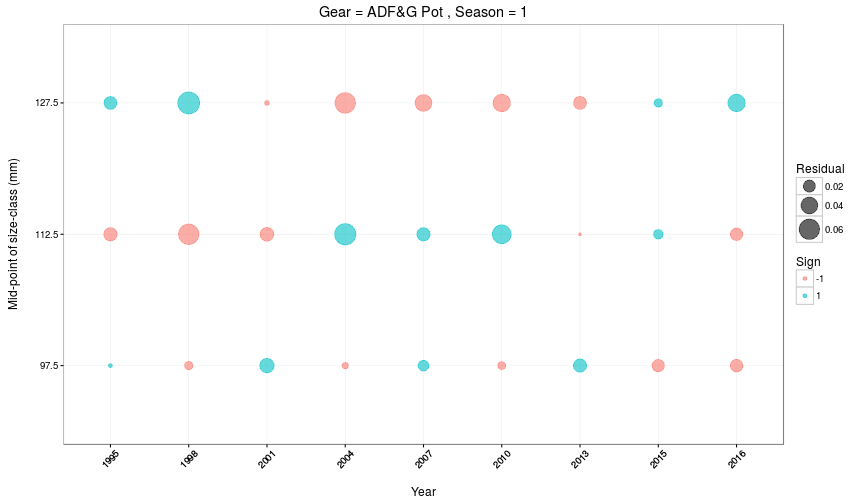 Gear = ADF&G Pot , Season = 1
Mid-point of size-class (mm)
127.5
112.5
97.5
1995 1998 2001 2004 2007 2010 2013 2015 2016
Year
Residual
0.02
0.04
0.06
Sign
-1
1